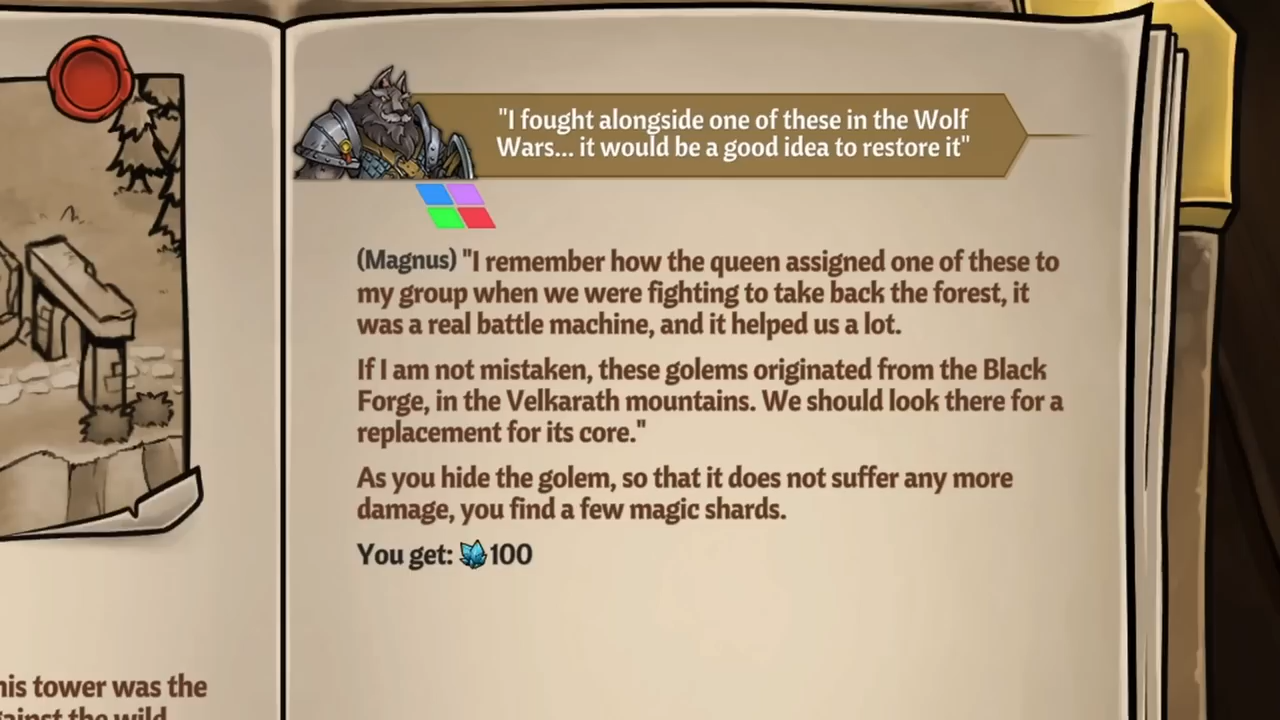 "I fought alongside one of these in the Wolf
Wars... it would be a good idea to restore it"
(Magnus) "I remember how the queen assigned one of these to
my group when we were fighting to take back the forest, it
was a real battle machine, and it helped us a lot.
If I am not mistaken, these golems originated from the Black
Forge, in the Velkarath mountains. We should look there for a
replacement for its core."
As you hide the golem, so that it does not suffer any more
damage, you find a few magic shards.
You get: 100
his tower was the
gainst the wild